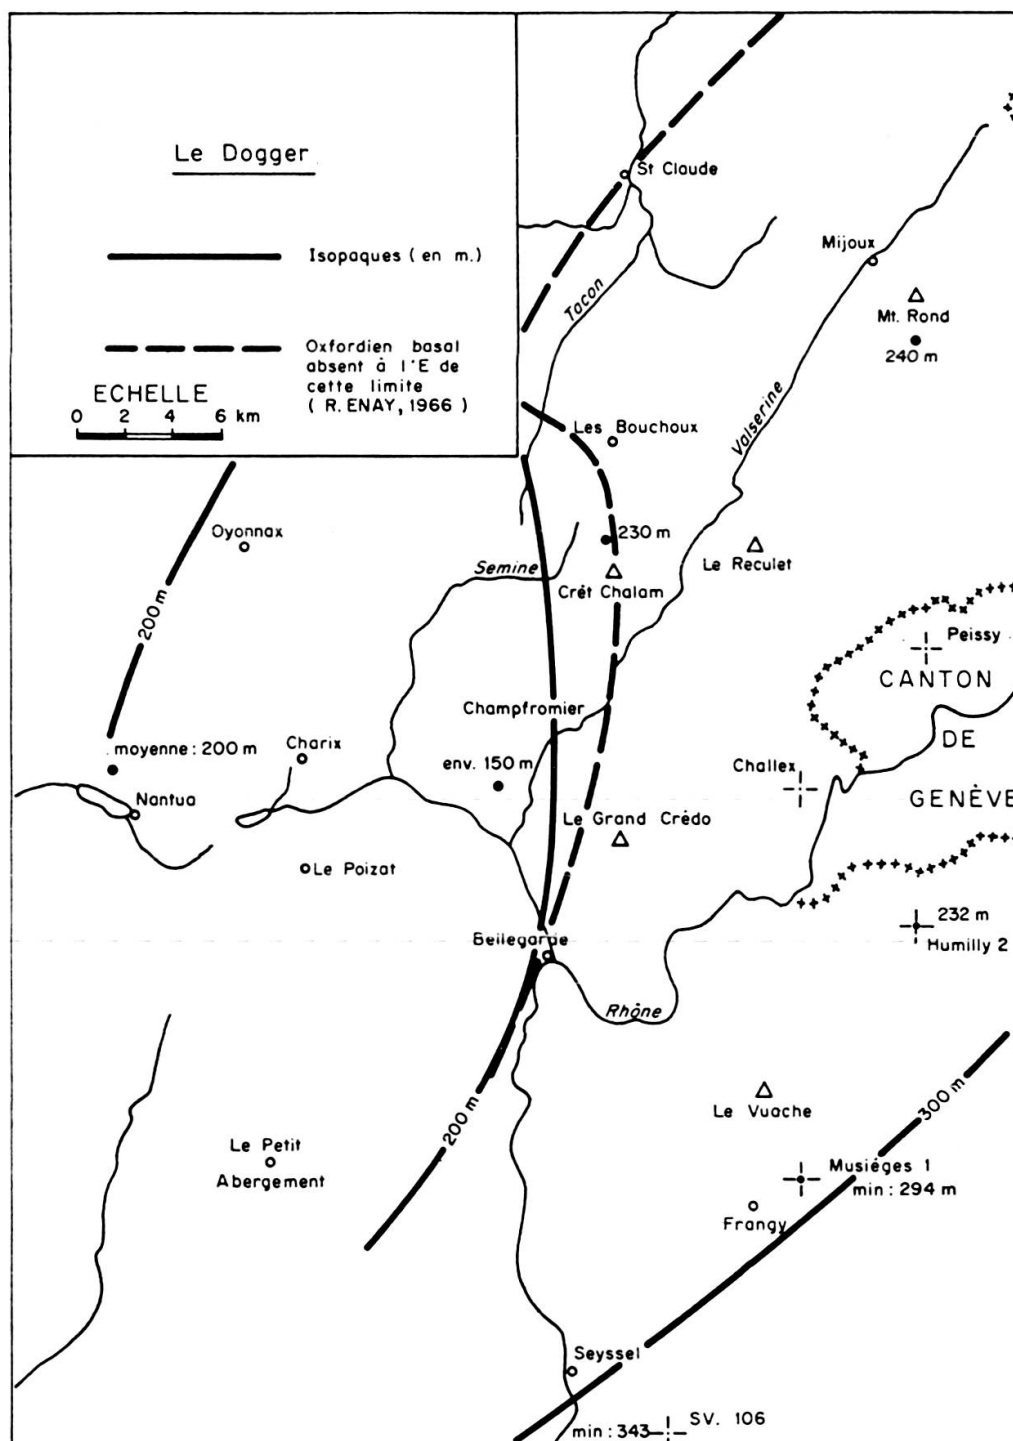 Le Dogger
Isopaques (en m.)
Oxfordien basal
absent à l'E de
cette limite
( R. ENAY, 1966 )
ECHELLE
0 2 4 6 km
St Claude
Mijoux
Tacon
Mt. Rond
240 m
Valserine
Les Bouchoux
Oyonnax
230 m
Semine
Le Reculet
Crêt Chalam
200 m
Peissy
CANTON
Champfromier
DE
moyenne : 200 m
Charix
env. 150 m
Challex
GENÈVE
Nantua
Le Grand Crêdo
Le Poizat
232 m
Humilly 2
Bellegarde
Rhône
300 m
Le Vuache
200 m
Le Petit
Abergement
Musiéges 1
min : 294 m
Frangy
Seyssel
SV. 106
min : 343